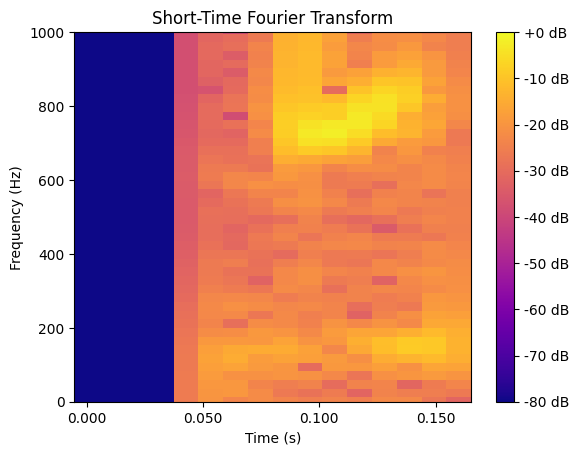 Short-Time Fourier Transform
1000
800
600
400
200
0
Frequency (Hz)
0.000
0.050
0.100
0.150
Time (s)
+0 dB
-10 dB
-20 dB
-30 dB
-40 dB
-50 dB
-60 dB
-70 dB
-80 dB